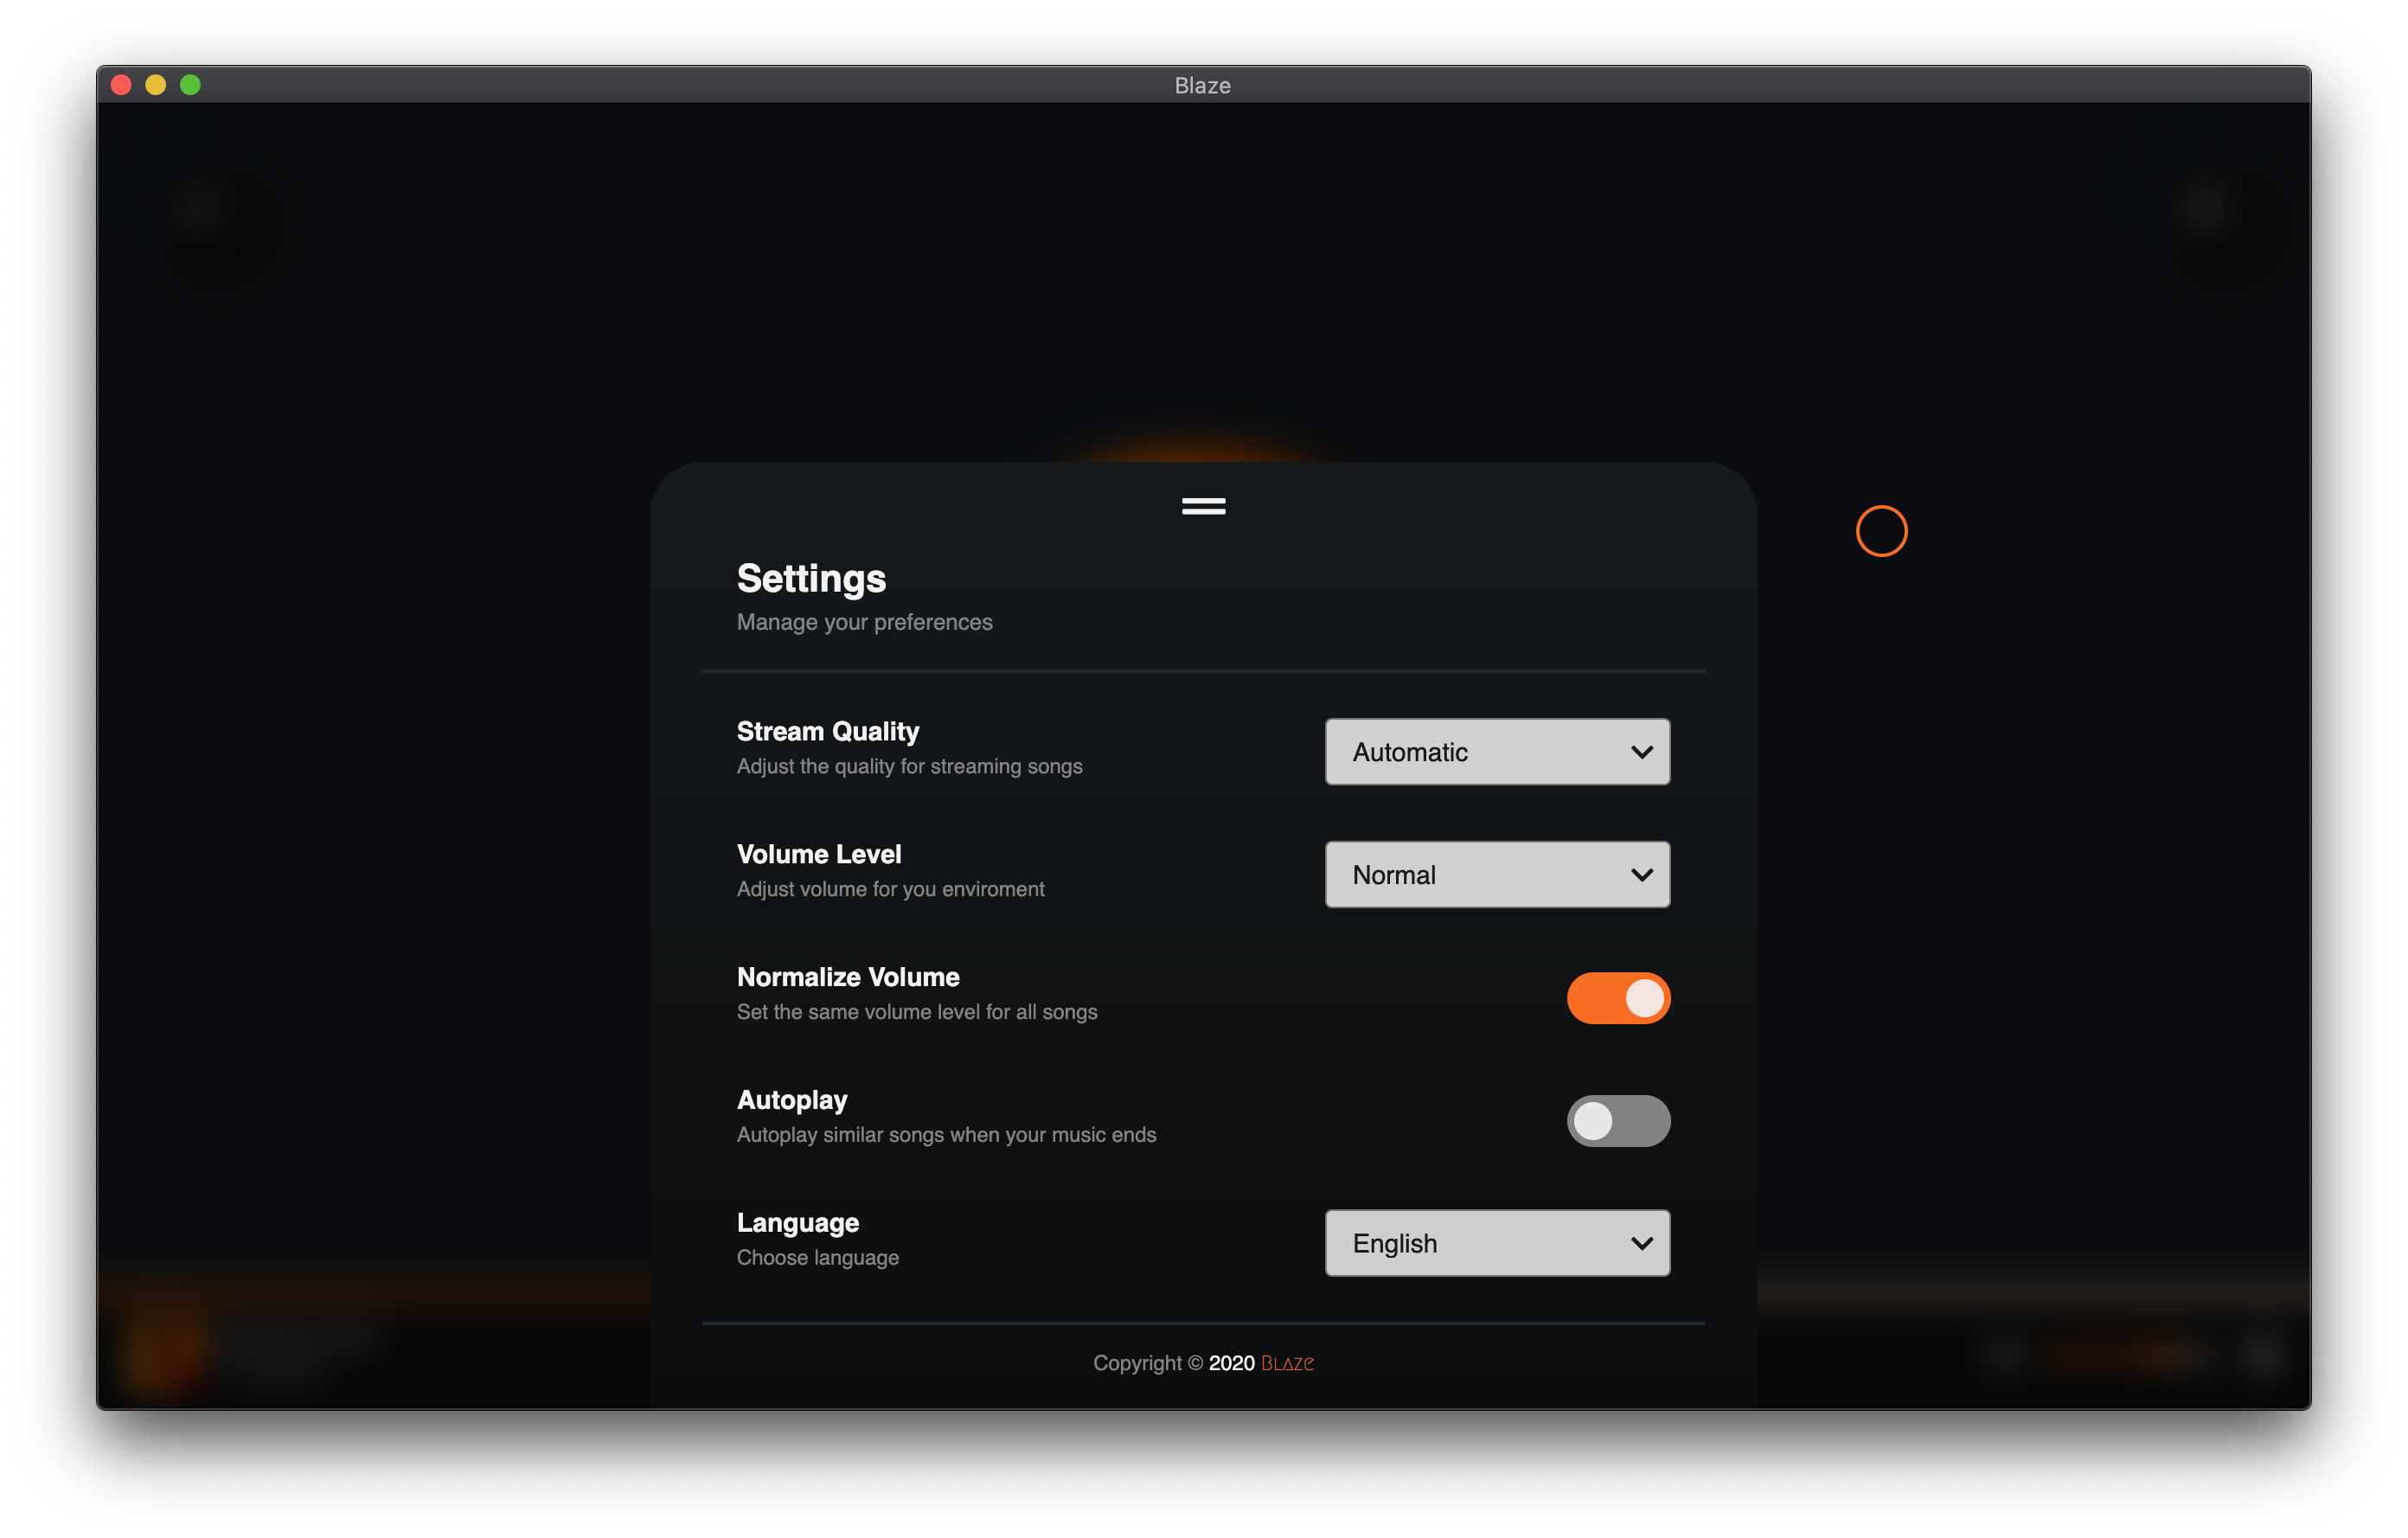 Blaze
Settings
Manage your preferences
Stream Quality
Adjust the quality for streaming songs
Automatic
Volume Level
Adjust volume for you enviroment
Normal
Normalize Volume
Set the same volume level for all songs
Autoplay
Autoplay similar songs when your music ends
Language
Choose language
English
Copyright © 2020 Blaze